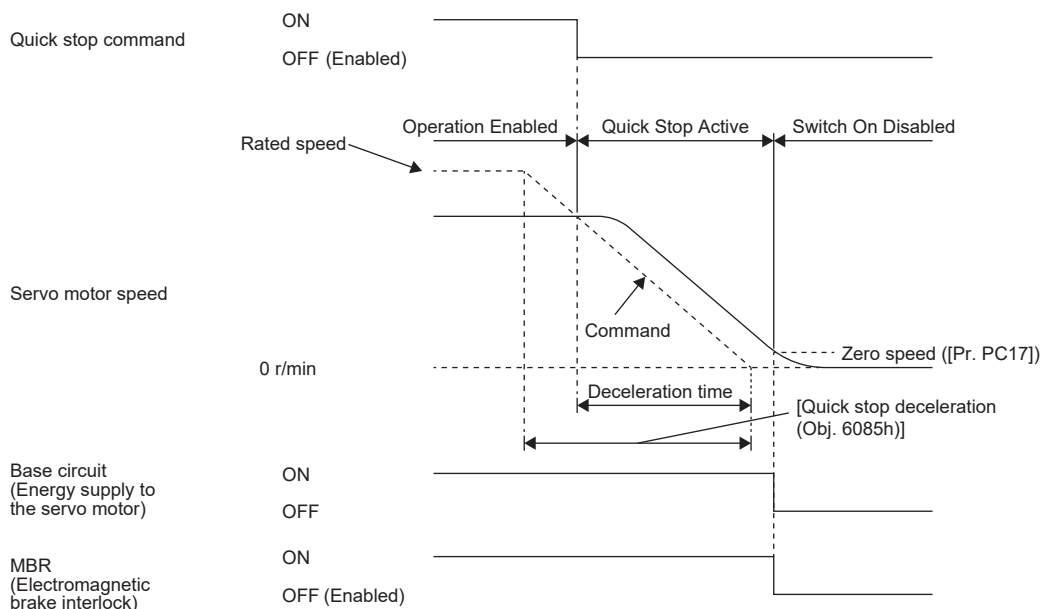 Quick stop command
ON
OFF (Enabled)
Operation Enabled
Quick Stop Active
Switch On Disabled
Rated speed
Servo motor speed
Command
Zero speed ([Pr. PC17])
0 r/min
Deceleration time
[Quick stop deceleration
(Obj. 6085h)]
Base circuit
(Energy supply to
the servo motor)
ON
OFF
MBR
(Electromagnetic
brake interlock)
ON
OFF (Enabled)